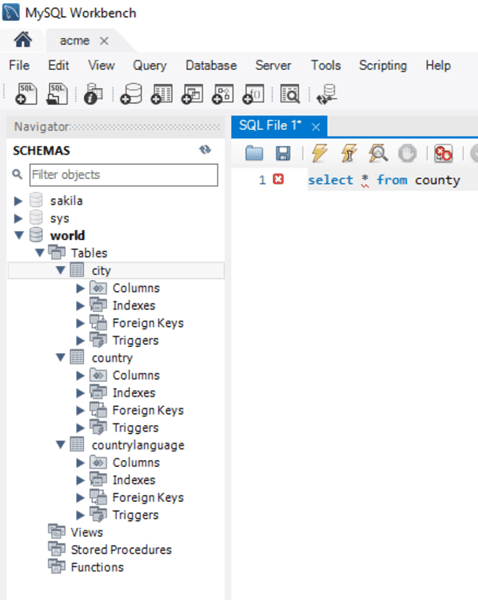 MySQL Workbench
acme
File Edit View Query Database Server Tools Scripting Help
SQL SQL
Navigator
SQL File 1*
SCHEMAS
Filter objects
1 select * from county
sakila
sys
world
Tables
city
Columns
Indexes
Foreign Keys
Triggers
country
Columns
Indexes
Foreign Keys
Triggers
countrylanguage
Columns
Indexes
Foreign Keys
Triggers
Views
Stored Procedures
Functions